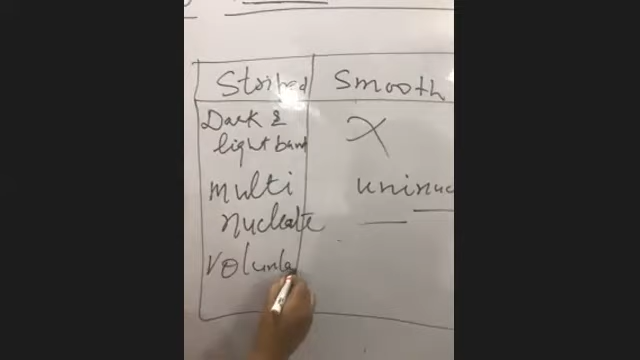 Striped Smooth
Dark &
light band X
multi uninuc
nucleate
Volunta